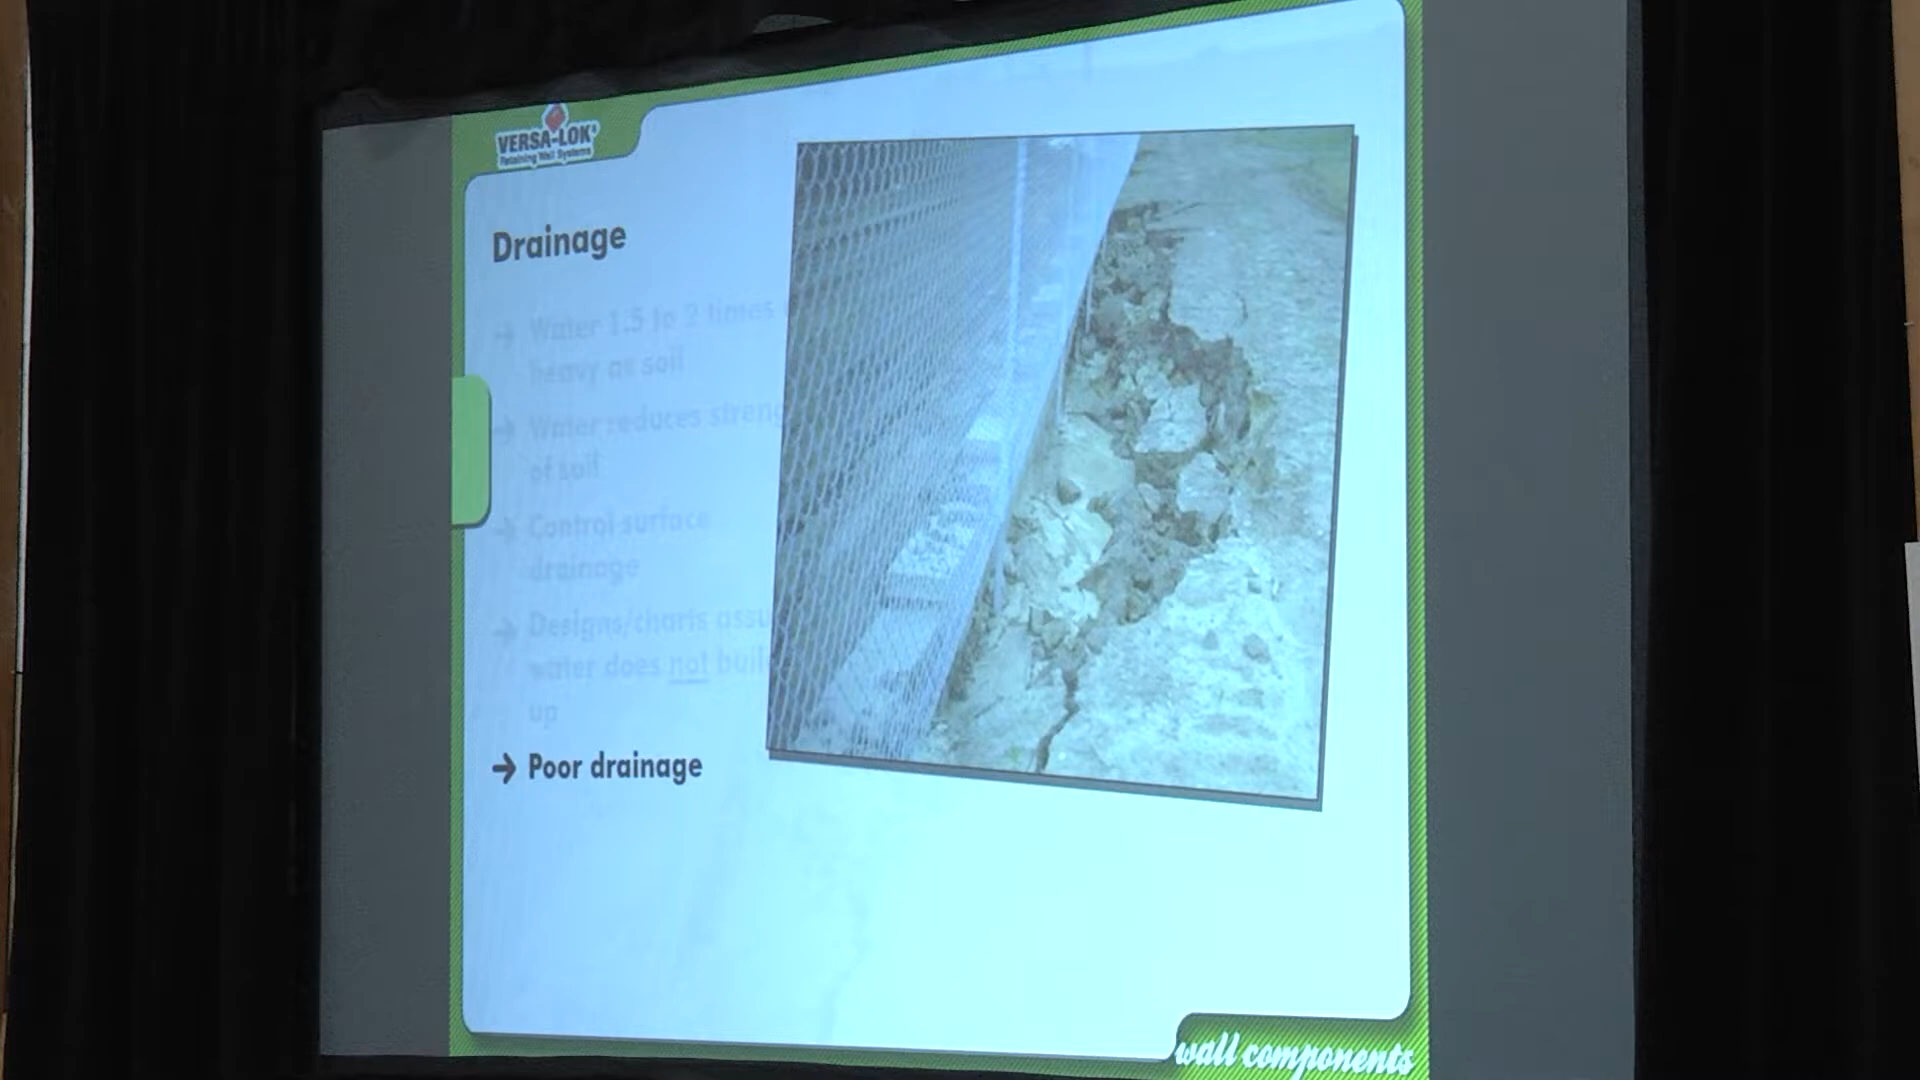 VERSA-LOK®
Retaining Wall Systems
Drainage
→ Water 1.5 to 2 times
heavy as soil
→ Water reduces streng
of soil
→ Control surface
drainage
→ Designs/charts assu
water does not buil
up
→ Poor drainage
wall components